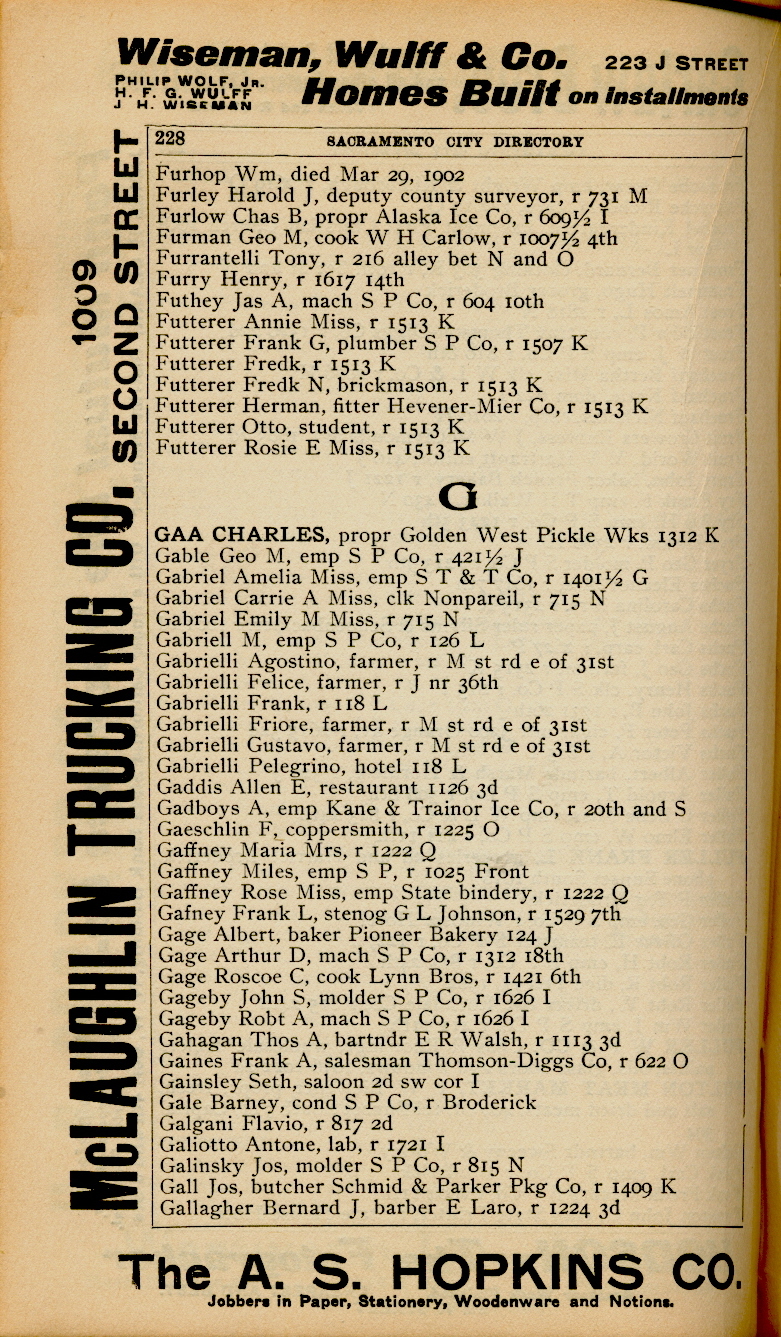 Wiseman, Wulff & Co. 223 J STREET
PHILIP WOLF, JR.
H. F. G. WULFF
J. H. WISEMAN
Homes Built on installments
McLAUGHLIN TRUCKING CO. 1009 SECOND STREET
228 SACRAMENTO CITY DIRECTORY
Furhop Wm, died Mar 29, 1902
Furley Harold J, deputy county surveyor, r 731 M
Furlow Chas B, propr Alaska Ice Co, r 609½ I
Furman Geo M, cook W H Carlow, r 1007½ 4th
Furrantelli Tony, r 216 alley bet N and O
Furry Henry, r 1617 14th
Futhey Jas A, mach S P Co, r 604 10th
Futterer Annie Miss, r 1513 K
Futterer Frank G, plumber S P Co, r 1507 K
Futterer Fredk, r 1513 K
Futterer Fredk N, brickmason, r 1513 K
Futterer Herman, fitter Hevener-Mier Co, r 1513 K
Futterer Otto, student, r 1513 K
Futterer Rosie E Miss, r 1513 K
G
GAA CHARLES, propr Golden West Pickle Wks 1312 K
Gable Geo M, emp S P Co, r 421½ J
Gabriel Amelia Miss, emp S T & T Co, r 1401½ G
Gabriel Carrie A Miss, clk Nonpareil, r 715 N
Gabriel Emily M Miss, r 715 N
Gabriell M, emp S P Co, r 126 L
Gabrielli Agostino, farmer, r M st rd e of 31st
Gabrielli Felice, farmer, r J nr 36th
Gabrielli Frank, r 118 L
Gabrielli Friore, farmer, r M st rd e of 31st
Gabrielli Gustavo, farmer, r M st rd e of 31st
Gabrielli Pelegrino, hotel 118 L
Gaddis Allen E, restaurant 1126 3d
Gadboys A, emp Kane & Trainor Ice Co, r 20th and S
Gaeschlin F, coppersmith, r 1225 O
Gaffney Maria Mrs, r 1222 Q
Gaffney Miles, emp S P, r 1025 Front
Gaffney Rose Miss, emp State bindery, r 1222 Q
Gafney Frank L, stenog G L Johnson, r 1529 7th
Gage Albert, baker Pioneer Bakery 124 J
Gage Arthur D, mach S P Co, r 1312 18th
Gage Roscoe C, cook Lynn Bros, r 1421 6th
Gageby John S, molder S P Co, r 1626 I
Gageby Robt A, mach S P Co, r 1626 I
Gahagan Thos A, bartndr E R Walsh, r 1113 3d
Gaines Frank A, salesman Thomson-Diggs Co, r 622 O
Gainsley Seth, saloon 2d sw cor I
Gale Barney, cond S P Co, r Broderick
Galgani Flavio, r 817 2d
Galiotto Antone, lab, r 1721 I
Galinsky Jos, molder S P Co, r 815 N
Gall Jos, butcher Schmid & Parker Pkg Co, r 1409 K
Gallagher Bernard J, barber E Laro, r 1224 3d
The A. S. HOPKINS CO.
Jobbers in Paper, Stationery, Woodenware and Notions.